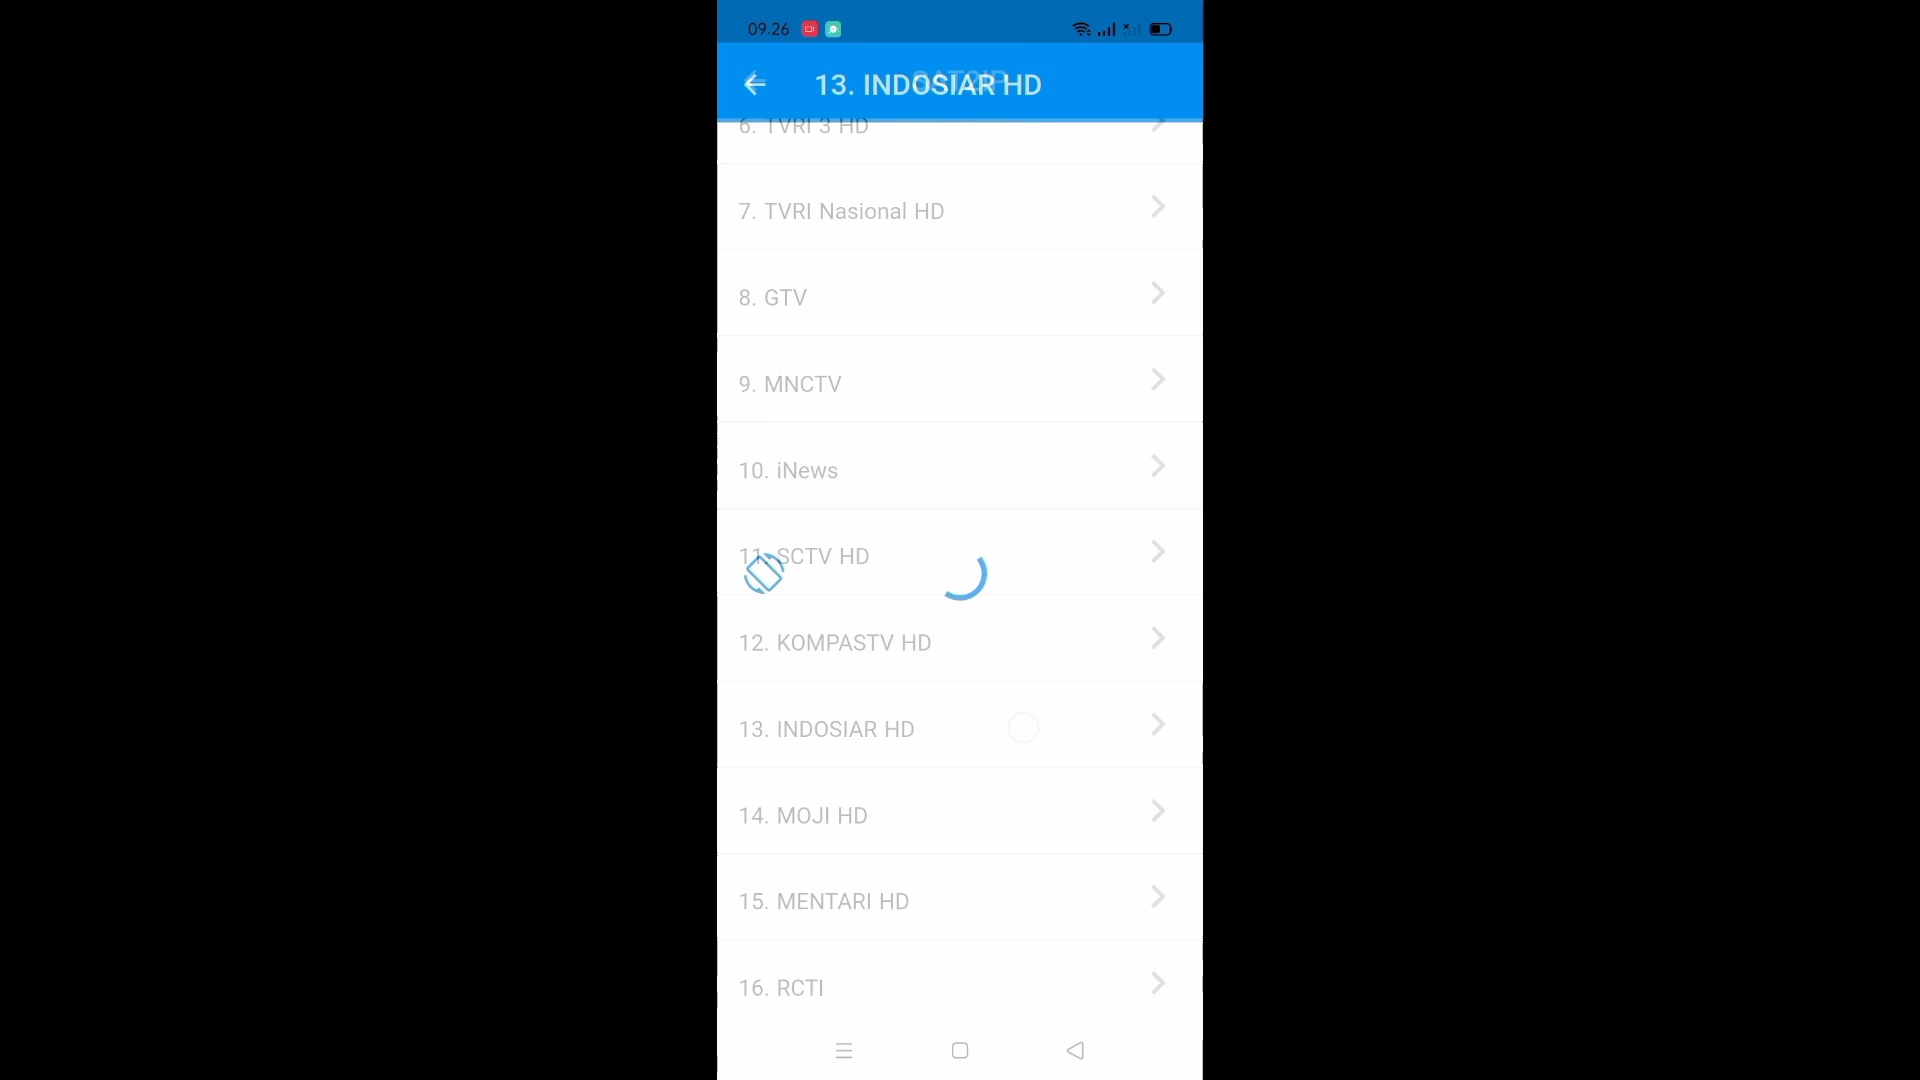 09.26
13. INDOSIAR HD
SAT2IP
6. TVRI 3 HD
7. TVRI Nasional HD
8. GTV
9. MNCTV
10. iNews
11. SCTV HD
12. KOMPASTV HD
13. INDOSIAR HD
14. MOJI HD
15. MENTARI HD
16. RCTI